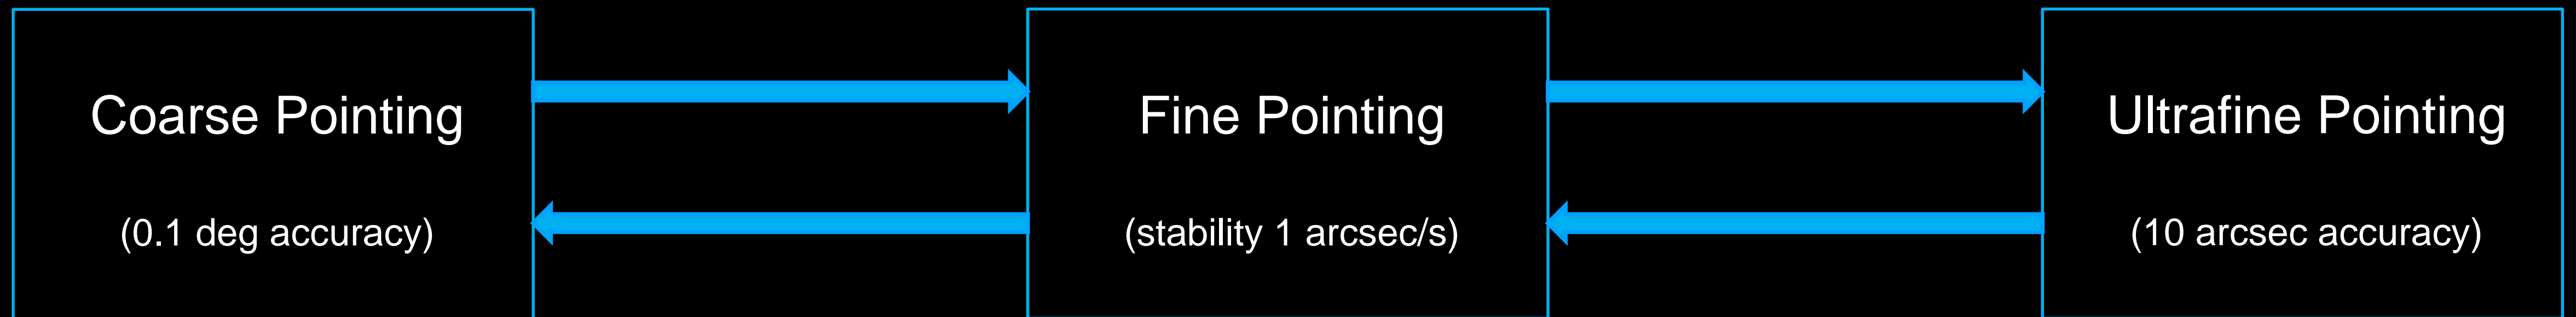 Coarse Pointing
(0.1 deg accuracy)
Fine Pointing
(stability 1 arcsec/s)
Ultrafine Pointing
(10 arcsec accuracy)